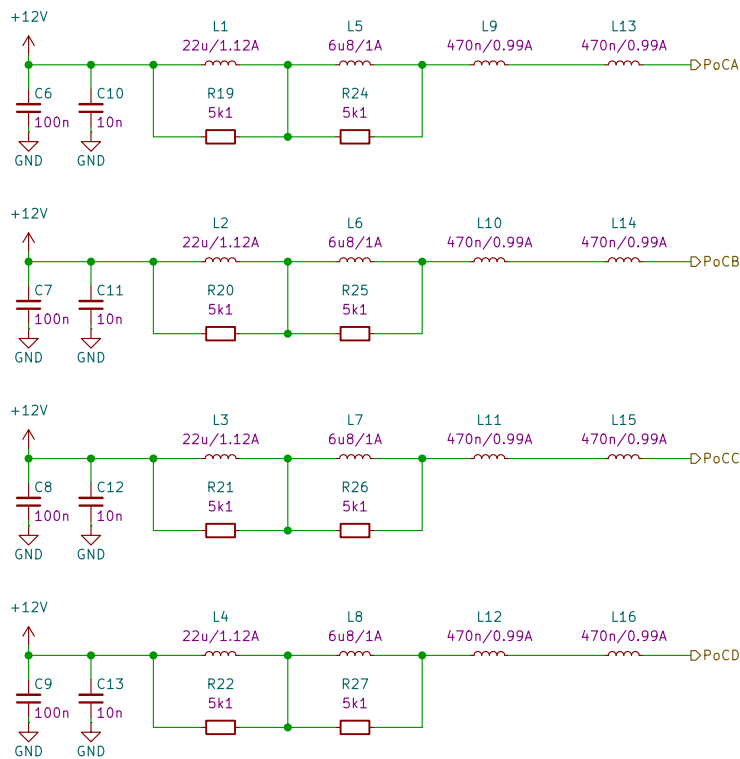 +12V
L1
L5
L9
L13
22u/1.12A
6u8/1A
470n/0.99A
470n/0.99A
PoCA
C6
C10
R19
R24
100n
10n
5k1
5k1
GND
GND
+12V
L2
L6
L10
L14
22u/1.12A
6u8/1A
470n/0.99A
470n/0.99A
PoCB
C7
C11
R20
R25
100n
10n
5k1
5k1
GND
GND
+12V
L3
L7
L11
L15
22u/1.12A
6u8/1A
470n/0.99A
470n/0.99A
PoCC
C8
C12
R21
R26
100n
10n
5k1
5k1
GND
GND
+12V
L4
L8
L12
L16
22u/1.12A
6u8/1A
470n/0.99A
470n/0.99A
PoCD
C9
C13
R22
R27
100n
10n
5k1
5k1
GND
GND